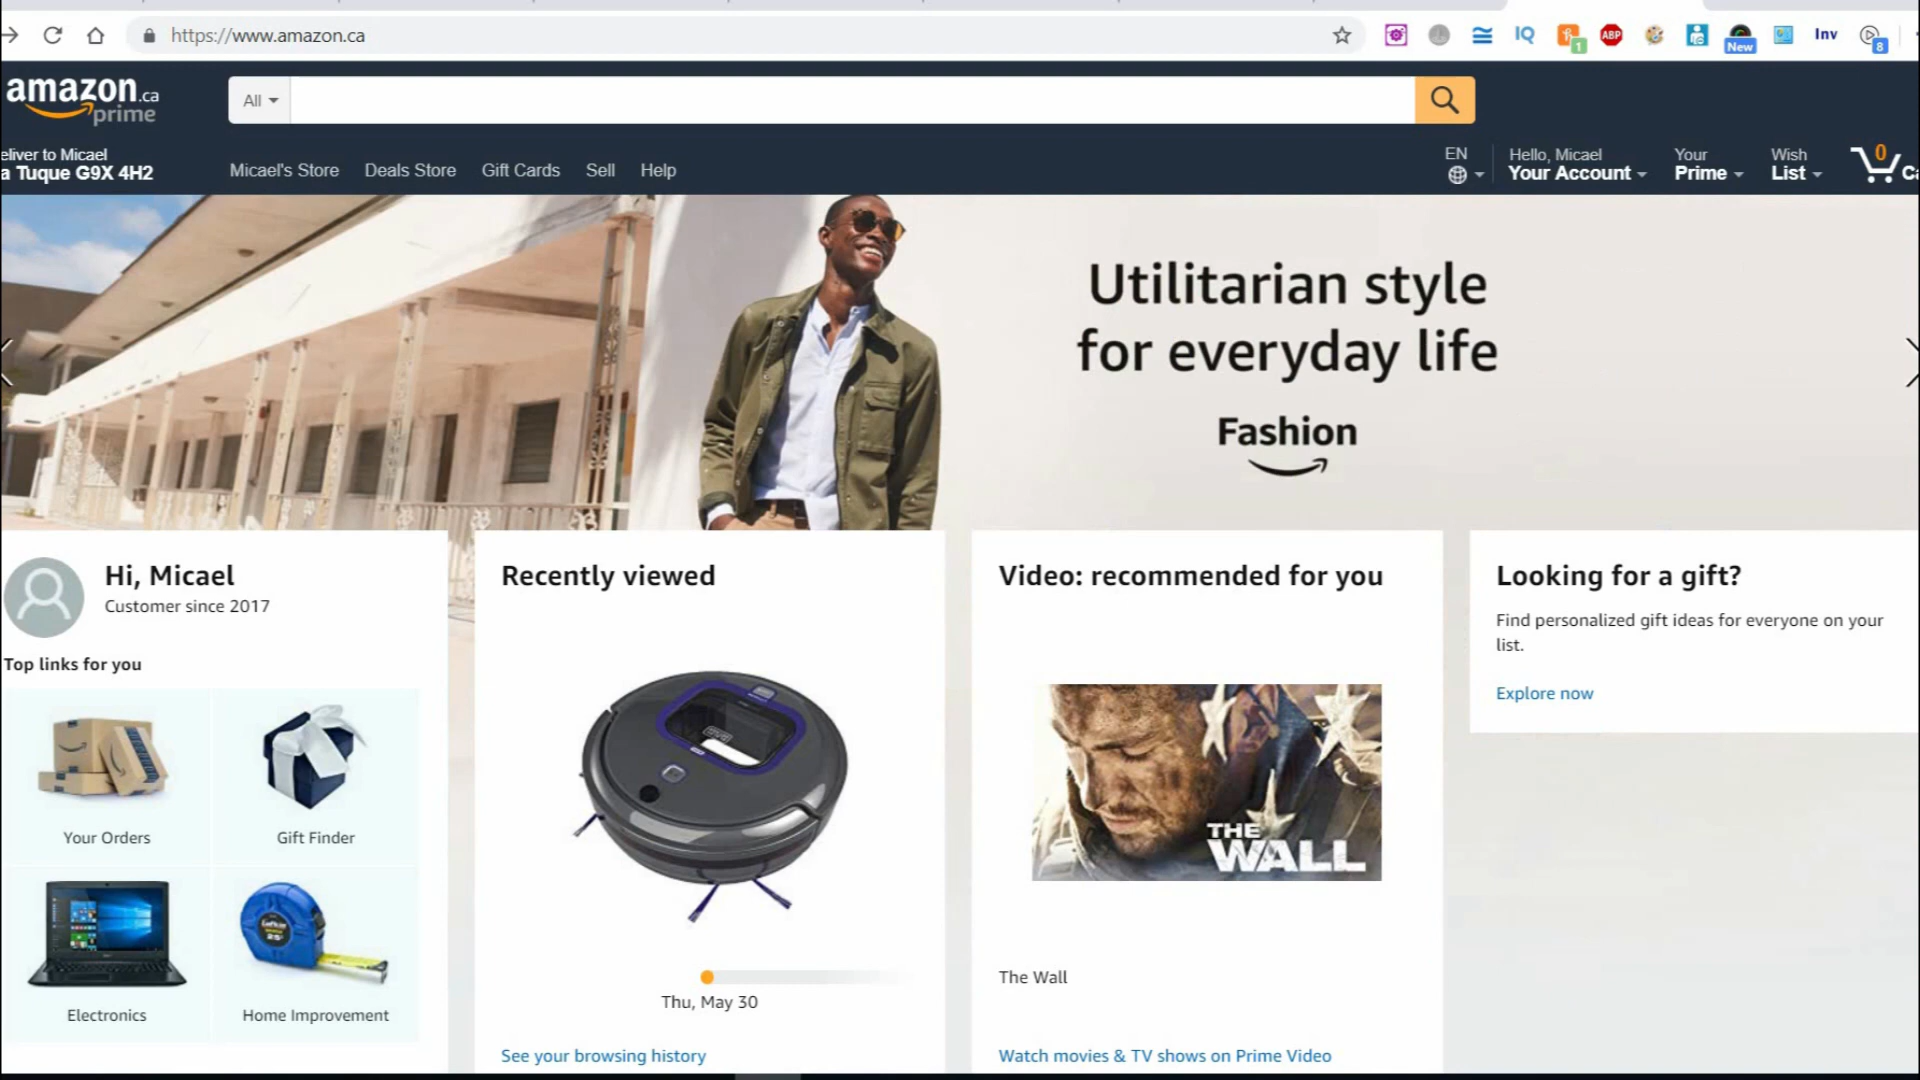 https://www.amazon.ca
IQ
1
ABP
New
Inv
8
amazon.ca
prime
All
eliver to Micael
a Tuque G9X 4H2
Micael's Store
Deals Store
Gift Cards
Sell
Help
EN
Hello, Micael
Your Account
Your
Prime
Wish
List
0
Ca
Utilitarian style
for everyday life
Fashion
Hi, Micael
Customer since 2017
Top links for you
Your Orders
Gift Finder
Electronics
Home Improvement
Recently viewed
Thu, May 30
See your browsing history
Video: recommended for you
THE
WALL
The Wall
Watch movies & TV shows on Prime Video
Looking for a gift?
Find personalized gift ideas for everyone on your
list.
Explore now